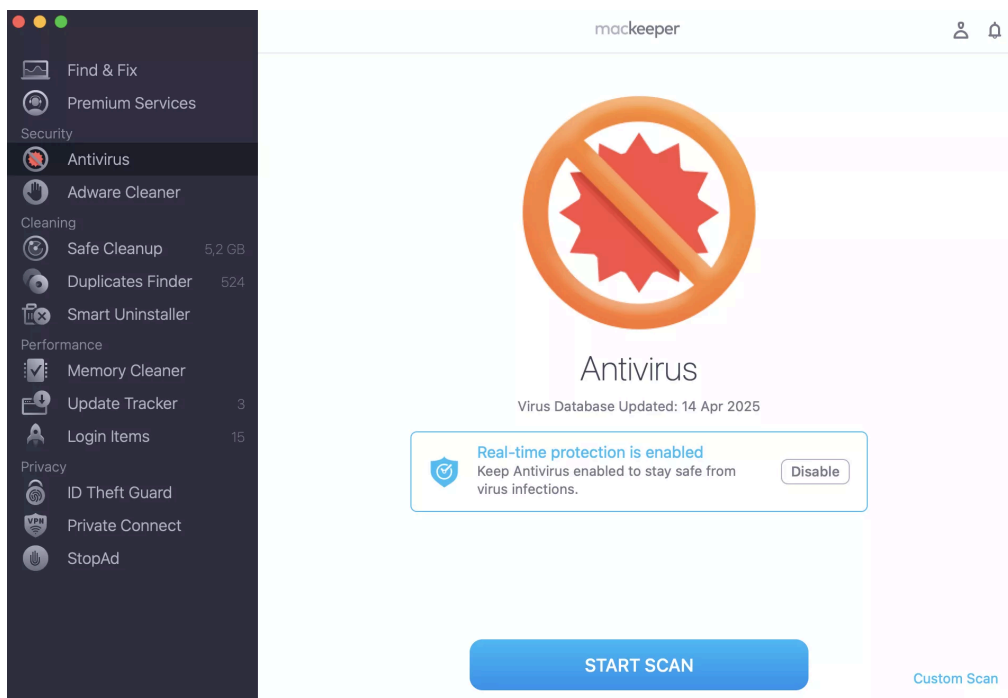 mackeeper
Find & Fix
Premium Services
Security
Antivirus
Adware Cleaner
Cleaning
Safe Cleanup 5,2 GB
Duplicates Finder 524
Smart Uninstaller
Performance
Memory Cleaner
Update Tracker 3
Login Items 15
Privacy
ID Theft Guard
VPN
Private Connect
StopAd
Antivirus
Virus Database Updated: 14 Apr 2025
Real-time protection is enabled
Keep Antivirus enabled to stay safe from
virus infections.
Disable
START SCAN
Custom Scan